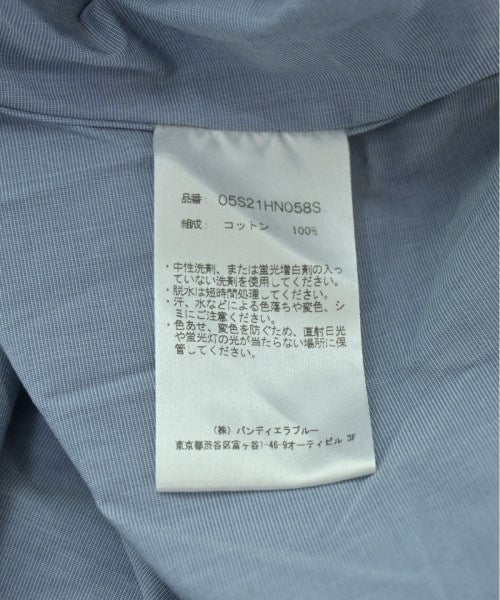 品番: 05S21HN058S
組成: コットン 100%
・中性洗剤、または蛍光増白剤の入っ
ていない洗剤を使用してください。
・脱水は短時間処理してください。
・汗、水などによる色落ちや変色、シ
ミにご注意ください。
・色あせ、変色を防ぐため、直射日光
や蛍光灯の光が当たらない場所に保
管してください。
(株) バンディエラブルー
東京都渋谷区富ヶ谷1-46-9オーティビル 3F